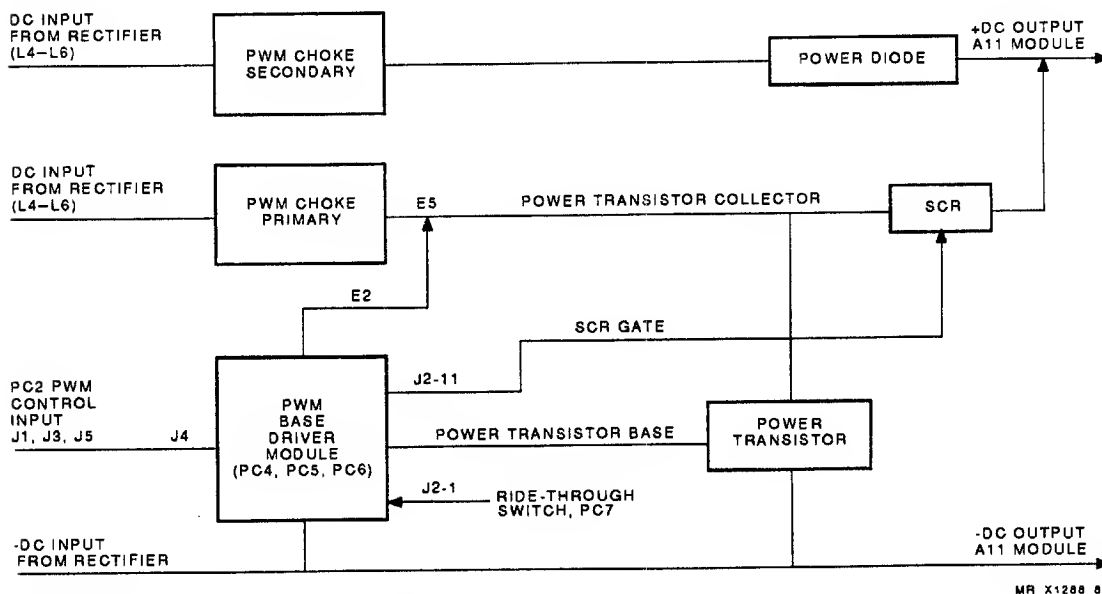 DC INPUT
FROM RECTIFIER
(L4–L6)
PWM CHOKE
SECONDARY
POWER DIODE
+DC OUTPUT
A11 MODULE
DC INPUT
FROM RECTIFIER
(L4–L6)
PWM CHOKE
PRIMARY
E5
POWER TRANSISTOR COLLECTOR
SCR
E2
SCR GATE
J2-11
PC2 PWM
CONTROL
INPUT
J1, J3, J5
J4
PWM
BASE
DRIVER
MODULE
(PC4, PC5, PC6)
POWER TRANSISTOR BASE
POWER
TRANSISTOR
J2-1
RIDE-THROUGH
SWITCH, PC7
-DC INPUT
FROM RECTIFIER
-DC OUTPUT
A11 MODULE
MR X1288 8